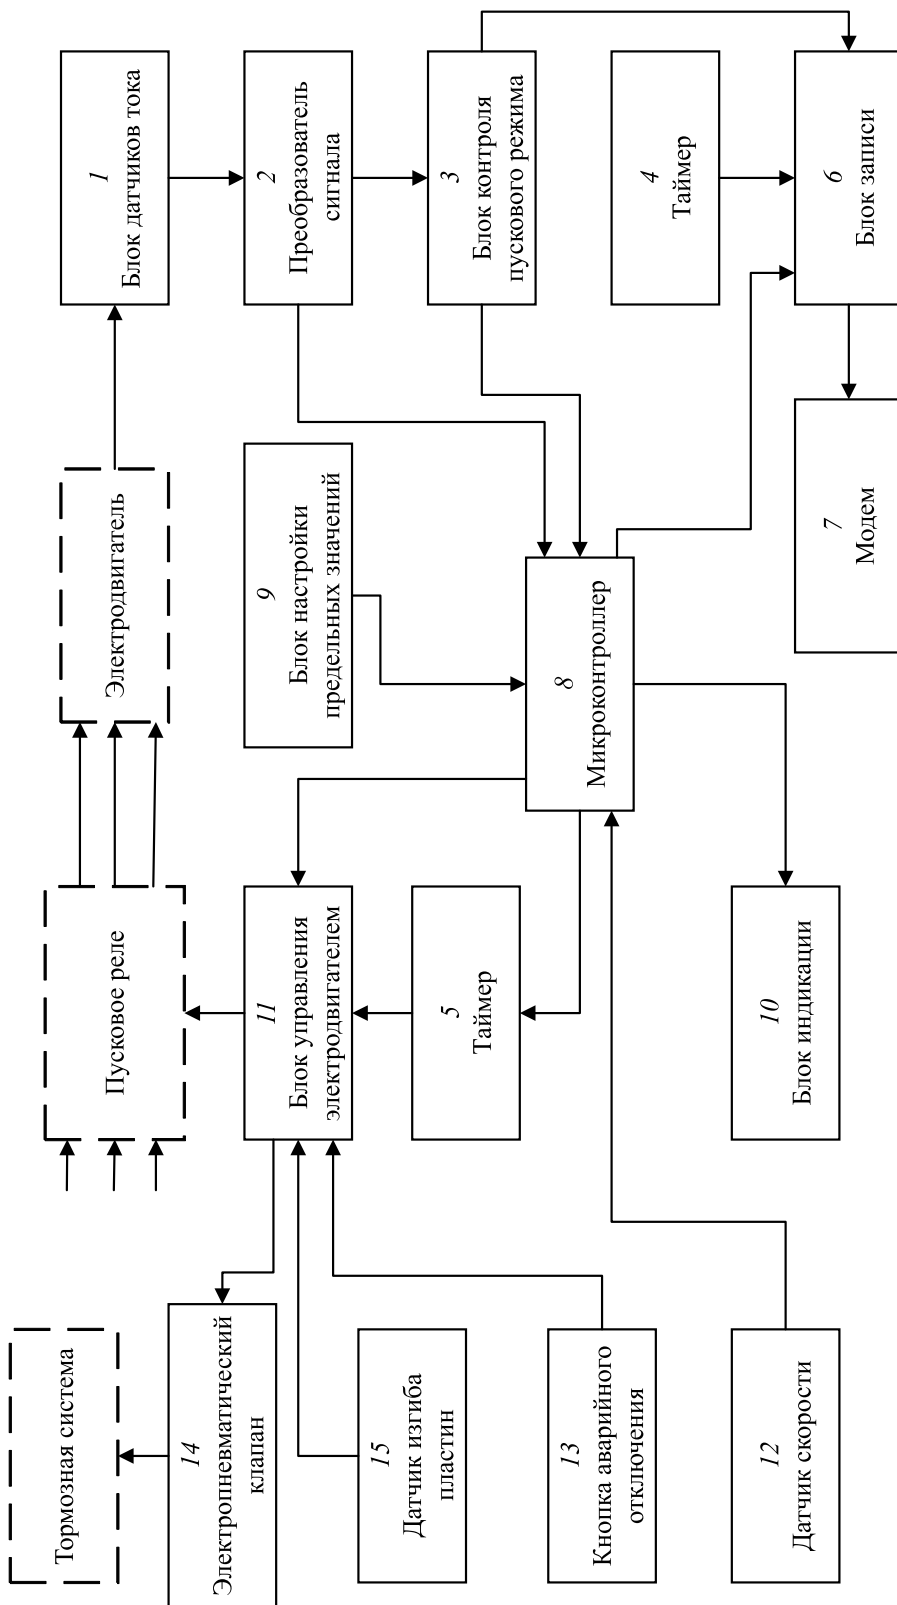 Тормозная система
Пусковое реле
Электродвигатель
1
Блок датчиков тока
14
Электропневматический
клапан
11
Блок управления
электродвигателем
9
Блок настройки
предельных значений
2
Преобразователь
сигнала
15
Датчик изгиба
пластин
5
Таймер
3
Блок контроля
пускового режима
13
Кнопка аварийного
отключения
8
Микроконтроллер
4
Таймер
12
Датчик скорости
10
Блок индикации
7
Модем
6
Блок записи